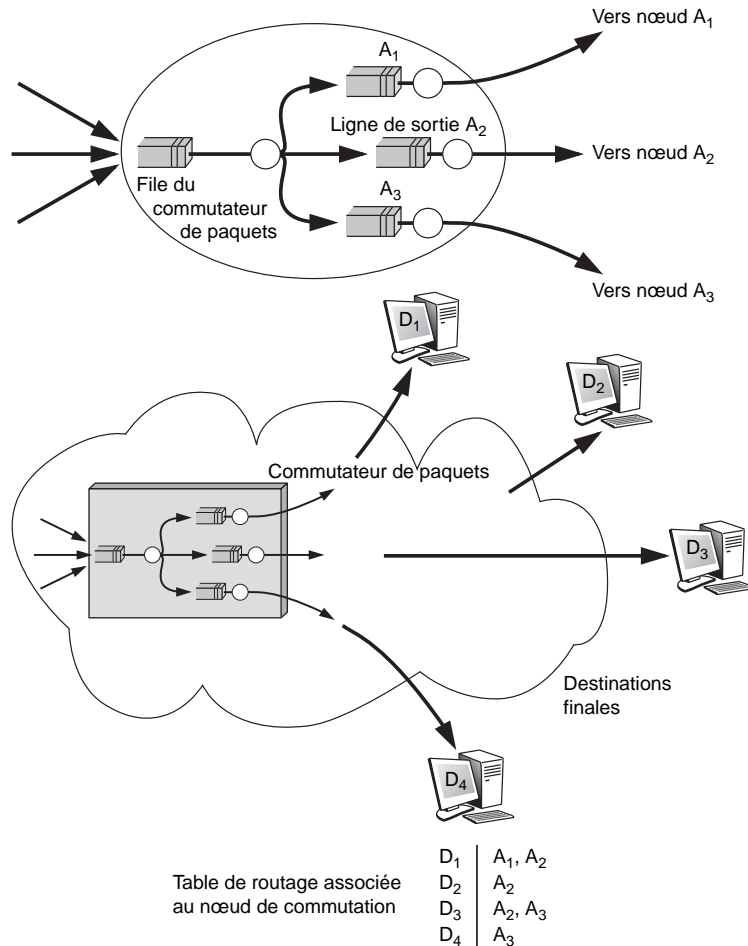 Vers nœud A1
A1
Ligne de sortie A2
Vers nœud A2
File du
commutateur
de paquets
A3
Vers nœud A3
D1
D2
Commutateur de paquets
D3
Destinations
finales
D4
Table de routage associée
au nœud de commutation
D1 A1, A2
D2 A2
D3 A2, A3
D4 A3